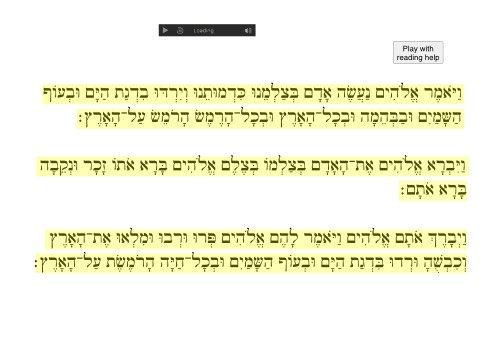 Loading
Play with
reading help
וַיֹּאמֶר אֱלֹהִים נַעֲשֶׂה אָדָם בְּצַלְמֵנוּ כִּדְמוּתֵנוּ וְיִרְדּוּ בִדְגַת הַיָּם וּבְעוֹף
הַשָּׁמַיִם וּבַבְּהֵמָה וּבְכָל־הָאָרֶץ וּבְכָל־הָרֶמֶשׂ הָרֹמֵשׂ עַל־הָאָרֶץ׃
וַיִּבְרָא אֱלֹהִים אֶת־הָאָדָם בְּצַלְמוֹ בְּצֶלֶם אֱלֹהִים בָּרָא אֹתוֹ זָכָר וּנְקֵבָה
בָּרָא אֹתָם׃
וַיְבָרֶךְ אֹתָם אֱלֹהִים וַיֹּאמֶר לָהֶם אֱלֹהִים פְּרוּ וּרְבוּ וּמִלְאוּ אֶת־הָאָרֶץ
וְכִבְשֻׁהָ וּרְדוּ בִּדְגַת הַיָּם וּבְעוֹף הַשָּׁמַיִם וּבְכָל־חַיָּה הָרֹמֶשֶׂת עַל־הָאָרֶץ׃